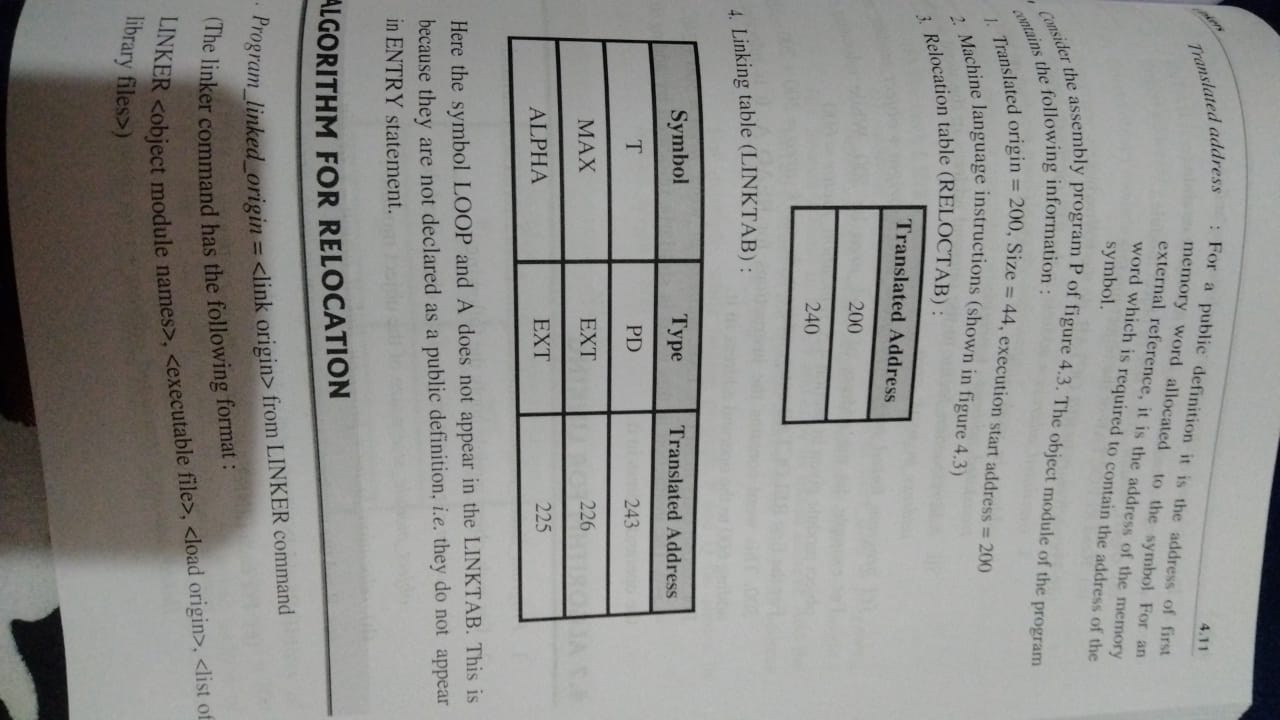 4.11
Translated address : For a public definition it is the address of first
memory word allocated to the symbol For an
external reference, it is the address of the memory
word which is required to contain the address of the
symbol.
Consider the assembly program P of figure 4.3. The object module of the program
contains the following information :
1. Translated origin = 200, Size = 44, execution start address = 200
2. Machine language instructions (shown in figure 4.3)
3. Relocation table (RELOCTAB) :
Translated Address
200
240
4. Linking table (LINKTAB) :
Symbol Type Translated Address
T PD 243
MAX EXT 226
ALPHA EXT 225
Here the symbol LOOP and A does not appear in the LINKTAB. This is
because they are not declared as a public definition, i.e. they do not appear
in ENTRY statement.
ALGORITHM FOR RELOCATION
Program_linked_origin = <link origin> from LINKER command
(The linker command has the following format :
LINKER <object module names>, <executable file>, <load origin>, <list of
library files>)